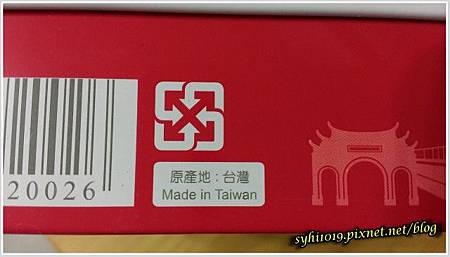 20026
原產地 : 台灣
Made in Taiwan
syhi1019.pixnet.net/blog